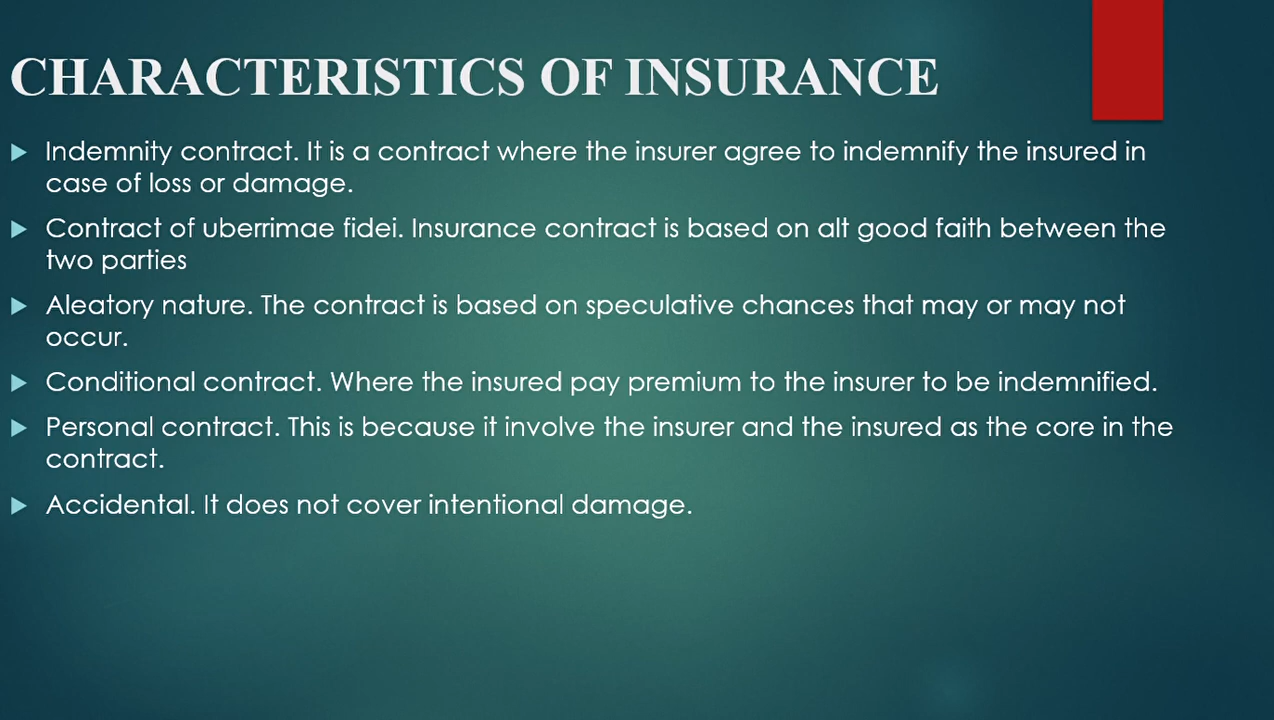 CHARACTERISTICS OF INSURANCE
Indemnity contract. It is a contract where the insurer agree to indemnify the insured in
case of loss or damage.
Contract of uberrimae fidei. Insurance contract is based on alt good faith between the
two parties
Aleatory nature. The contract is based on speculative chances that may or may not
occur.
Conditional contract. Where the insured pay premium to the insurer to be indemnified.
Personal contract. This is because it involve the insurer and the insured as the core in the
contract.
Accidental. It does not cover intentional damage.